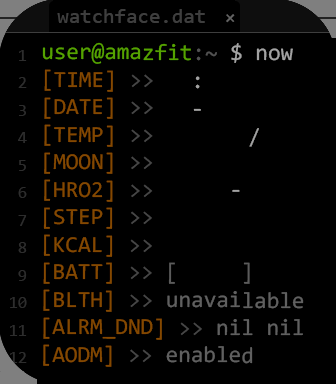 watchface.dat ×
1 user@amazfit:~ $ now
2 [TIME] >> :
3 [DATE] >> -
4 [TEMP] >> /
5 [MOON] >>
6 [HRO2] >> -
7 [STEP] >>
8 [KCAL] >>
9 [BATT] >> [ ]
10 [BLTH] >> unavailable
11 [ALRM_DND] >> nil nil
12 [AODM] >> enabled